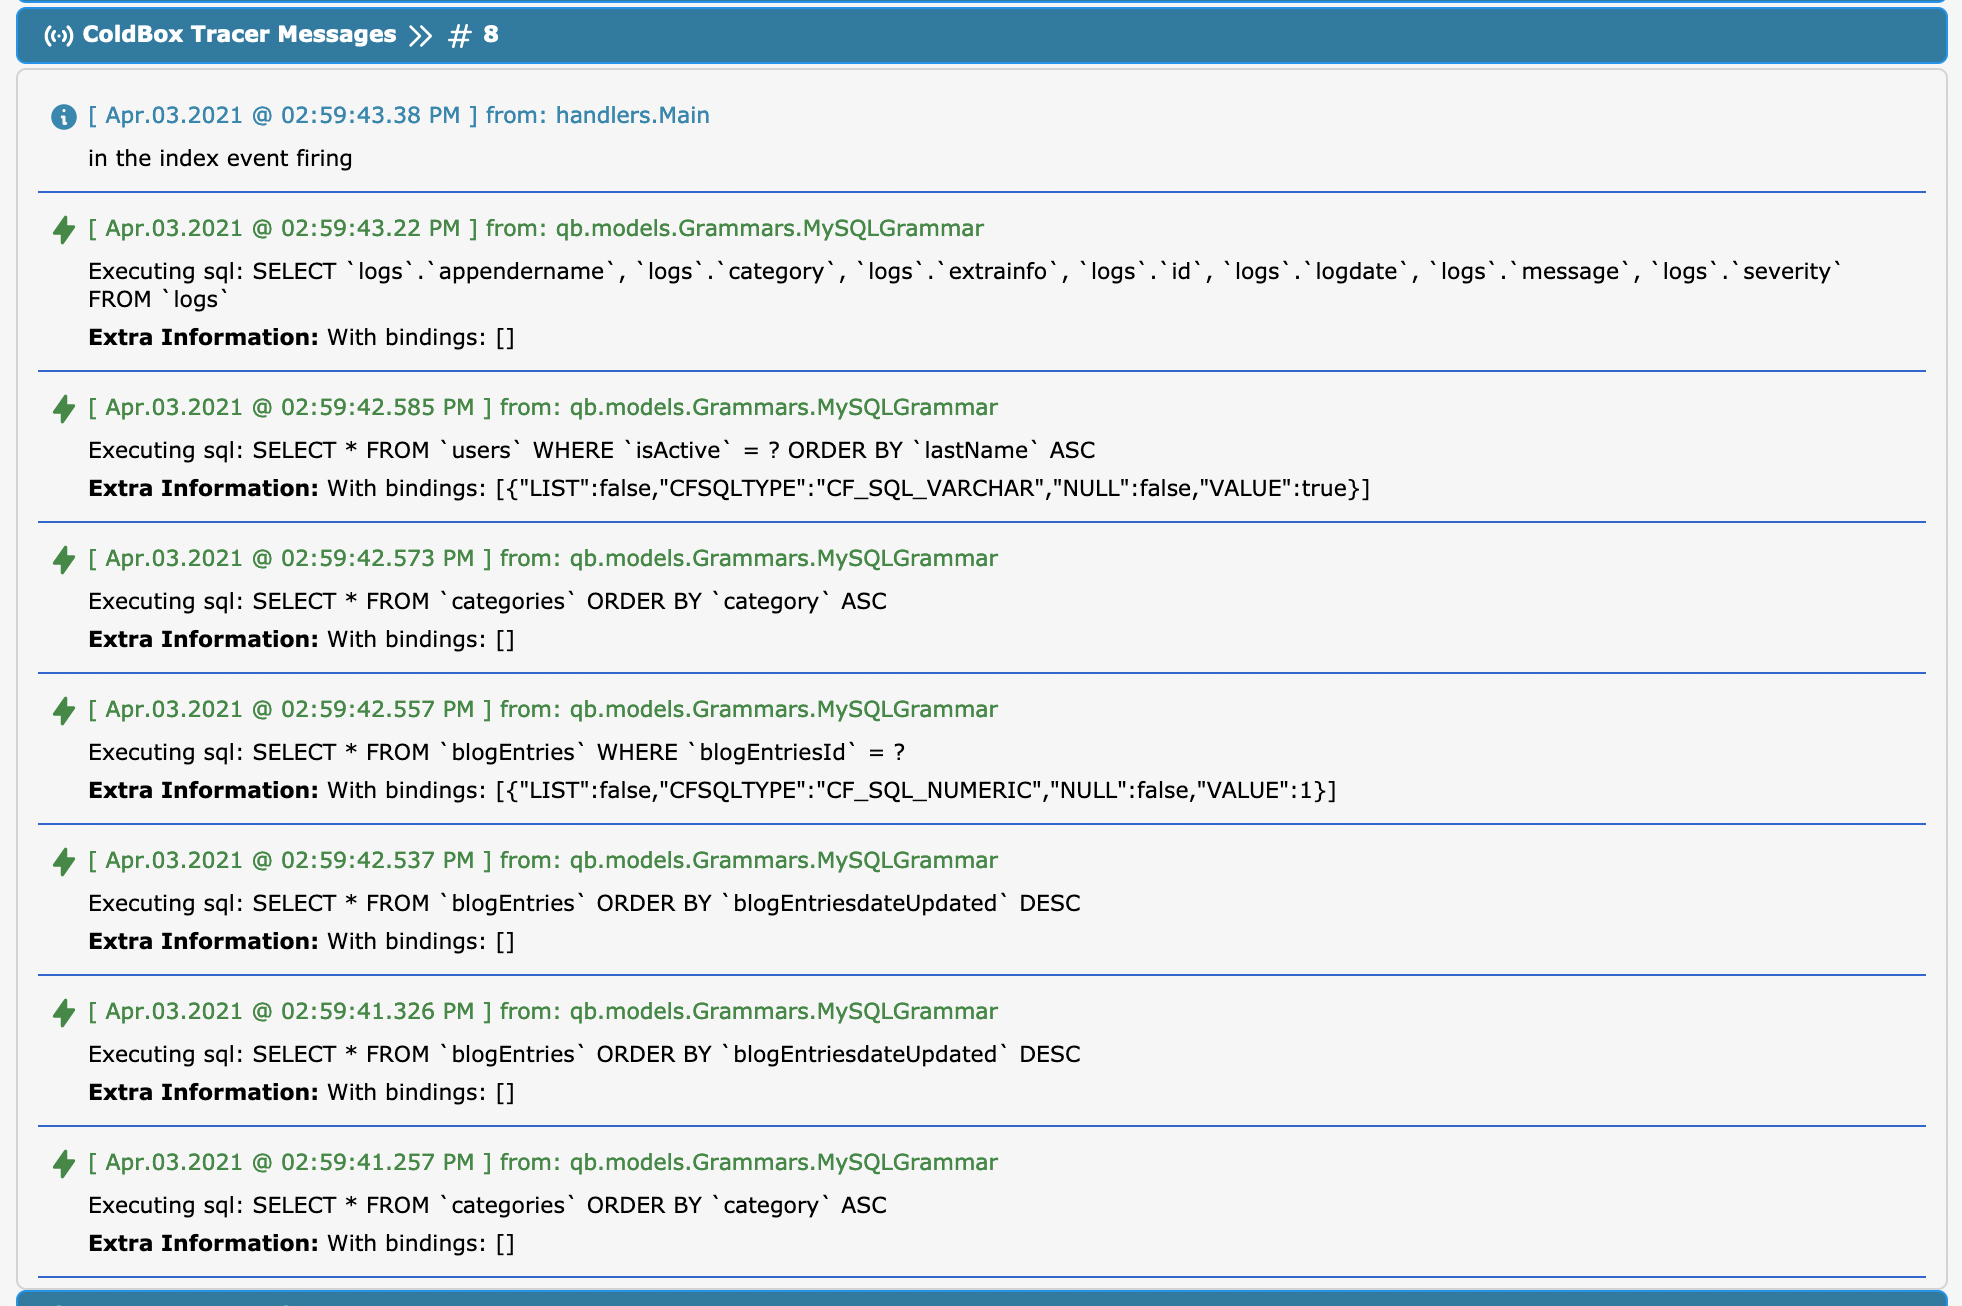 ColdBox Tracer Messages >> # 8
[ Apr.03.2021 @ 02:59:43.38 PM ] from: handlers.Main
in the index event firing
[ Apr.03.2021 @ 02:59:43.22 PM ] from: qb.models.Grammars.MySQLGrammar
Executing sql: SELECT `logs`.`appendername`, `logs`.`category`, `logs`.`extrainfo`, `logs`.`id`, `logs`.`logdate`, `logs`.`message`, `logs`.`severity`
FROM `logs`
Extra Information: With bindings: []
[ Apr.03.2021 @ 02:59:42.585 PM ] from: qb.models.Grammars.MySQLGrammar
Executing sql: SELECT * FROM `users` WHERE `isActive` = ? ORDER BY `lastName` ASC
Extra Information: With bindings: [{"LIST":false,"CFSQLTYPE":"CF_SQL_VARCHAR","NULL":false,"VALUE":true}]
[ Apr.03.2021 @ 02:59:42.573 PM ] from: qb.models.Grammars.MySQLGrammar
Executing sql: SELECT * FROM `categories` ORDER BY `category` ASC
Extra Information: With bindings: []
[ Apr.03.2021 @ 02:59:42.557 PM ] from: qb.models.Grammars.MySQLGrammar
Executing sql: SELECT * FROM `blogEntries` WHERE `blogEntriesId` = ?
Extra Information: With bindings: [{"LIST":false,"CFSQLTYPE":"CF_SQL_NUMERIC","NULL":false,"VALUE":1}]
[ Apr.03.2021 @ 02:59:42.537 PM ] from: qb.models.Grammars.MySQLGrammar
Executing sql: SELECT * FROM `blogEntries` ORDER BY `blogEntriesdateUpdated` DESC
Extra Information: With bindings: []
[ Apr.03.2021 @ 02:59:41.326 PM ] from: qb.models.Grammars.MySQLGrammar
Executing sql: SELECT * FROM `blogEntries` ORDER BY `blogEntriesdateUpdated` DESC
Extra Information: With bindings: []
[ Apr.03.2021 @ 02:59:41.257 PM ] from: qb.models.Grammars.MySQLGrammar
Executing sql: SELECT * FROM `categories` ORDER BY `category` ASC
Extra Information: With bindings: []